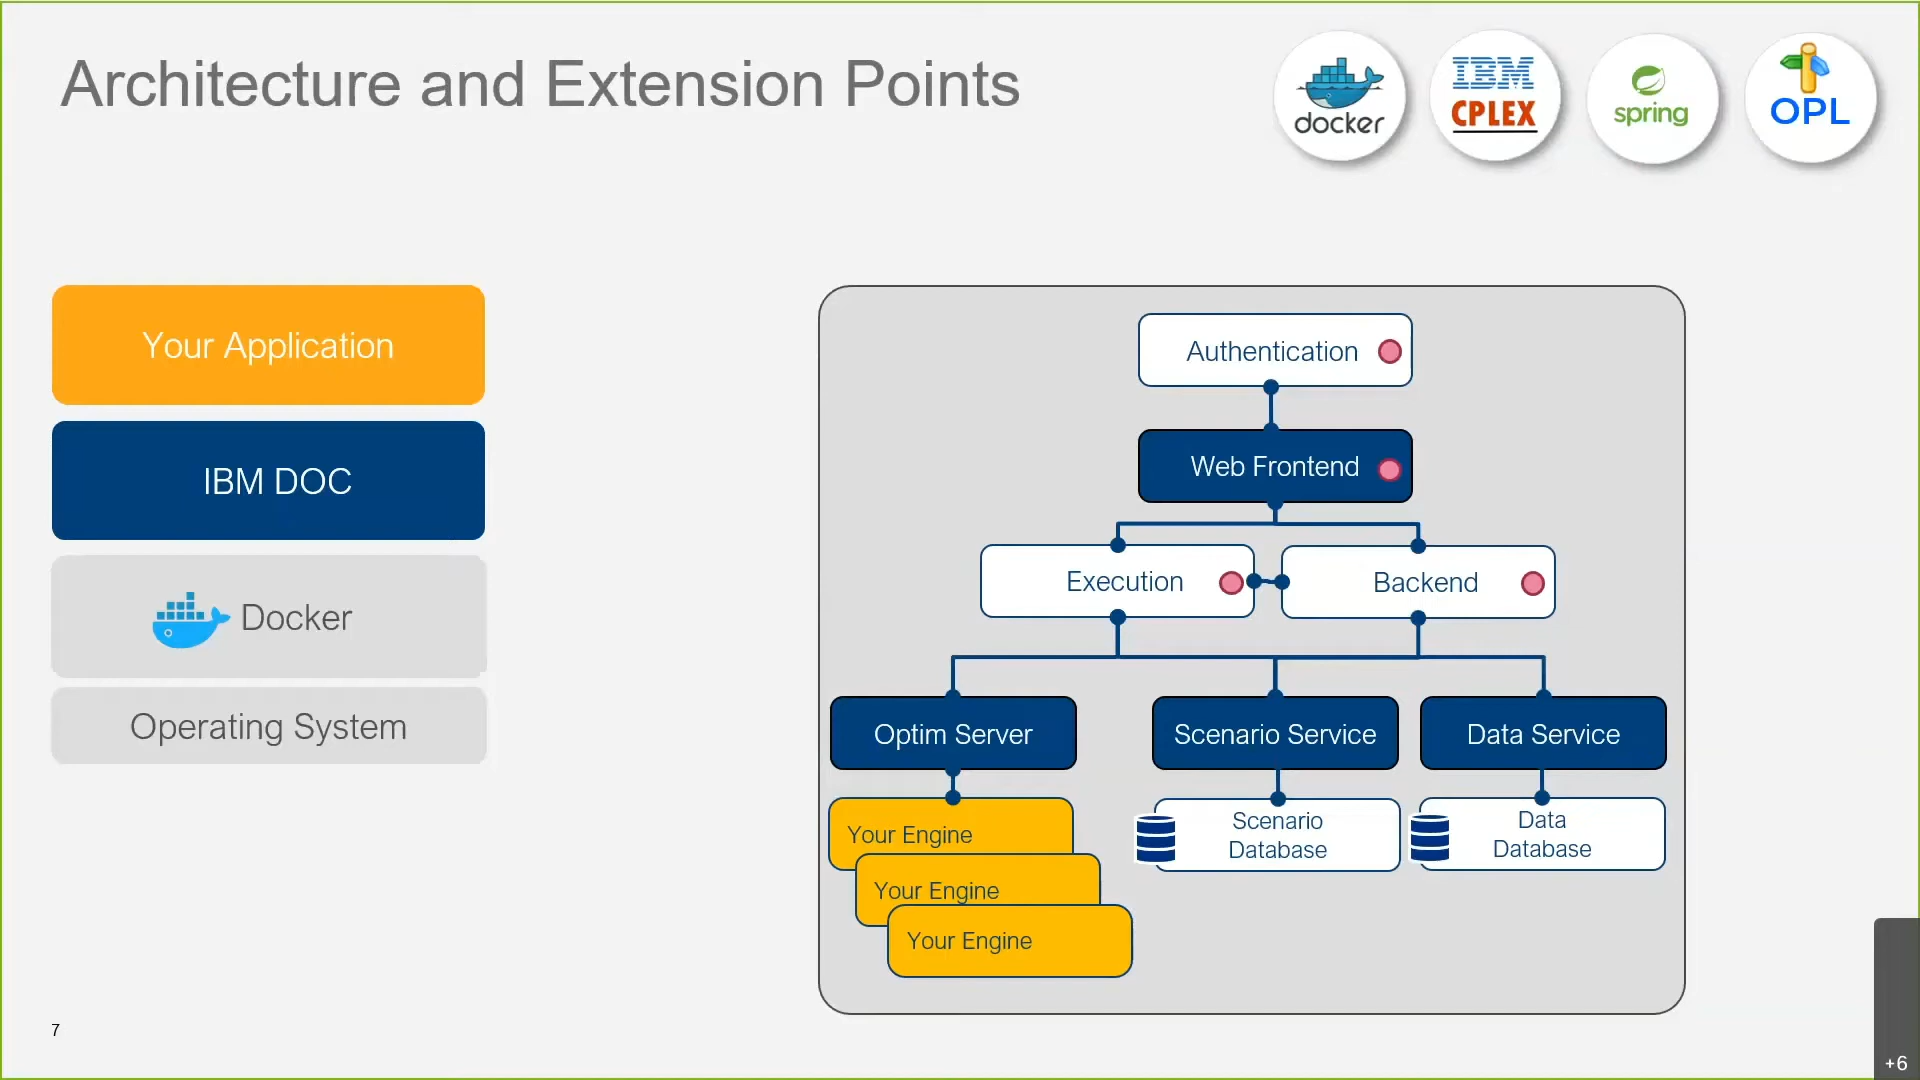 Architecture and Extension Points
docker
IBM
CPLEX
spring
OPL
Your Application
IBM DOC
Docker
Operating System
Authentication
Web Frontend
Execution
Backend
Optim Server
Scenario Service
Data Service
Your Engine
Your Engine
Your Engine
Scenario
Database
Data
Database
7
+6